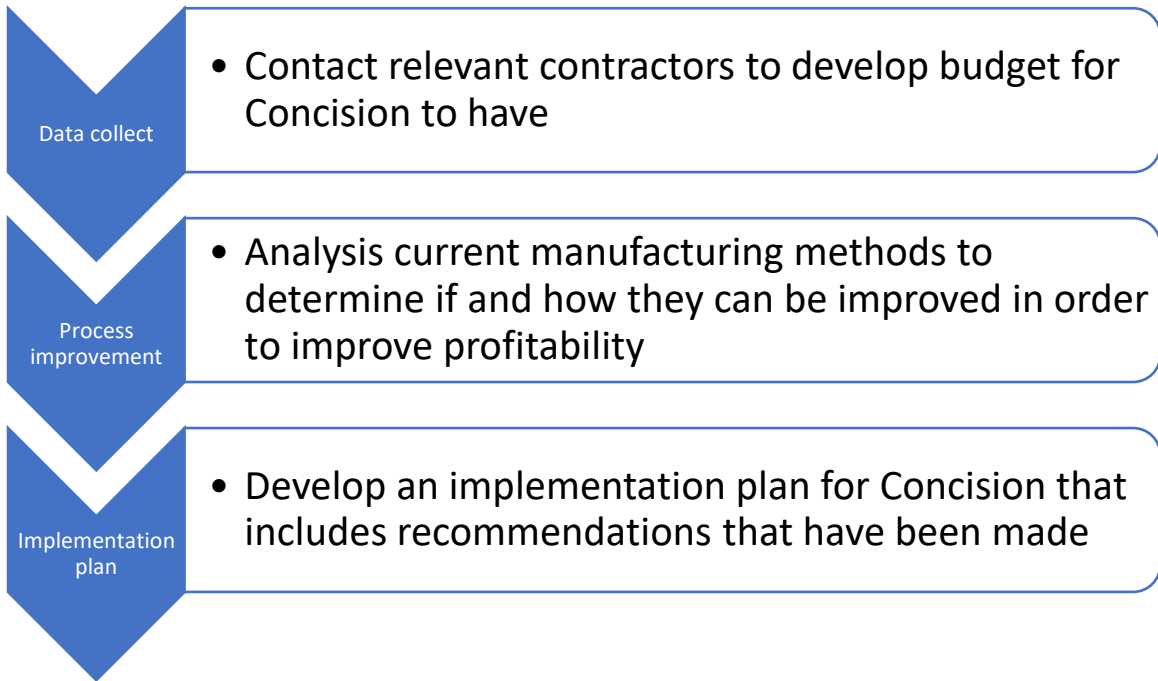 Data collect
• Contact relevant contractors to develop budget for
Concision to have
Process
improvement
• Analysis current manufacturing methods to
determine if and how they can be improved in order
to improve profitability
Implementation
plan
• Develop an implementation plan for Concision that
includes recommendations that have been made